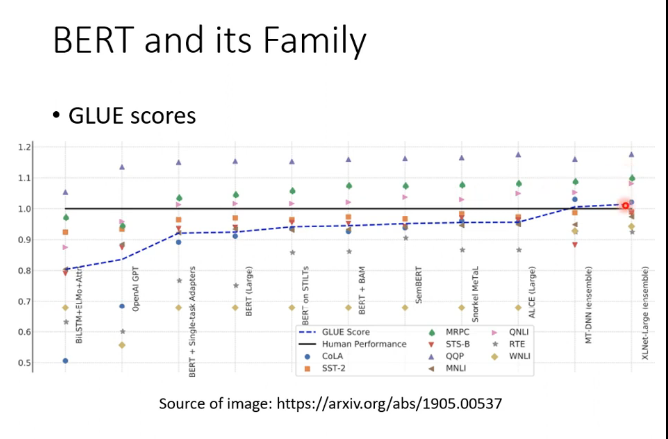 BERT and its Family
• GLUE scores
1.2
1.1
1.0
0.9
0.8
0.7
0.6
0.5
BiLSTM+ELMo+Attn
OpenAI GPT
BERT + Single-task Adapters
BERT (Large)
BERT on STILTs
BERT + BAM
SemBERT
Snorkel MeTaL
ALICE (Large)
MT-DNN (ensemble)
XLNet-Large (ensemble)
GLUE Score
Human Performance
CoLA
SST-2
MRPC
STS-B
QQP
MNLI
QNLI
RTE
WNLI
Source of image: https://arxiv.org/abs/1905.00537